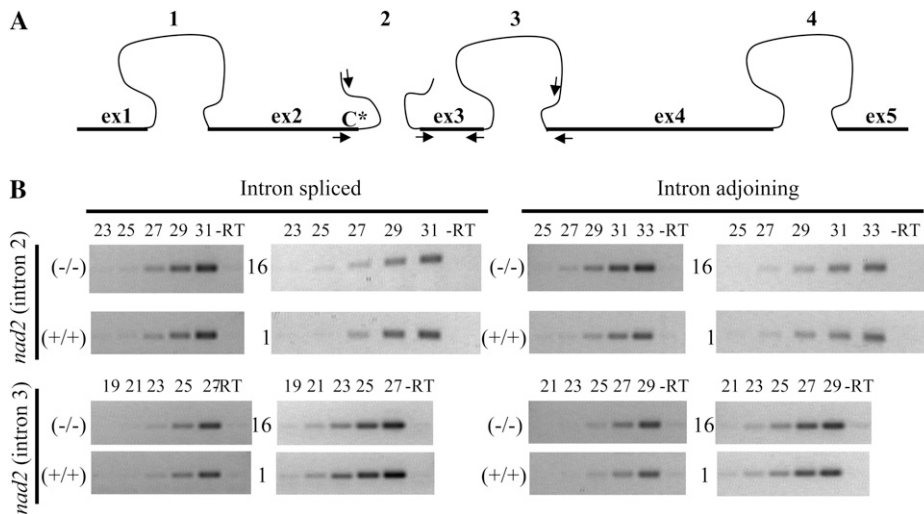 A
1 2 3 4
ex1 ex2 C* ex3 ex4 ex5
B
Intron spliced Intron adjoining
23 25 27 29 31 -RT 23 25 27 29 31 -RT 25 27 29 31 33 -RT 25 27 29 31 33 -RT
nad2 (intron 2)
(-/-) 16 (-/-) 16
(+/+) 1 (+/+) 1
19 21 23 25 27 -RT 19 21 23 25 27 -RT 21 23 25 27 29 -RT 21 23 25 27 29 -RT
nad2 (intron 3)
(-/-) 16 (-/-) 16
(+/+) 1 (+/+) 1